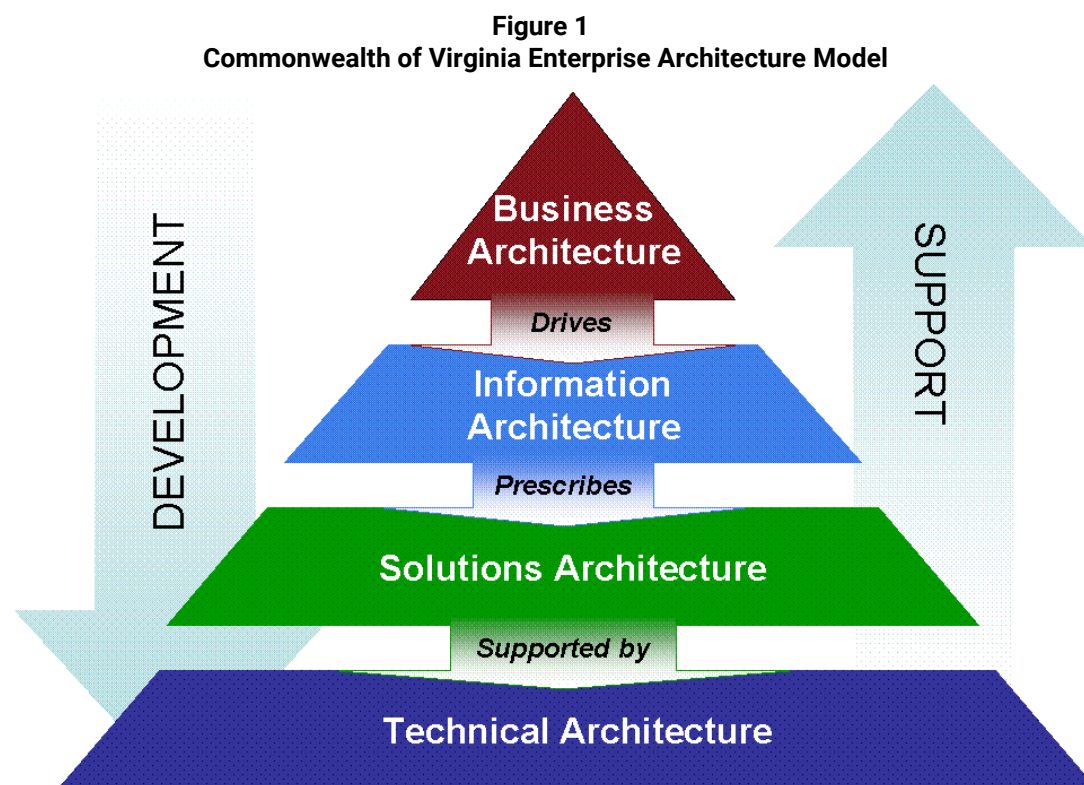 Figure 1
Commonwealth of Virginia Enterprise Architecture Model
DEVELOPMENT
Business
Architecture
Drives
Information
Architecture
Prescribes
Solutions Architecture
Supported by
Technical Architecture
SUPPORT